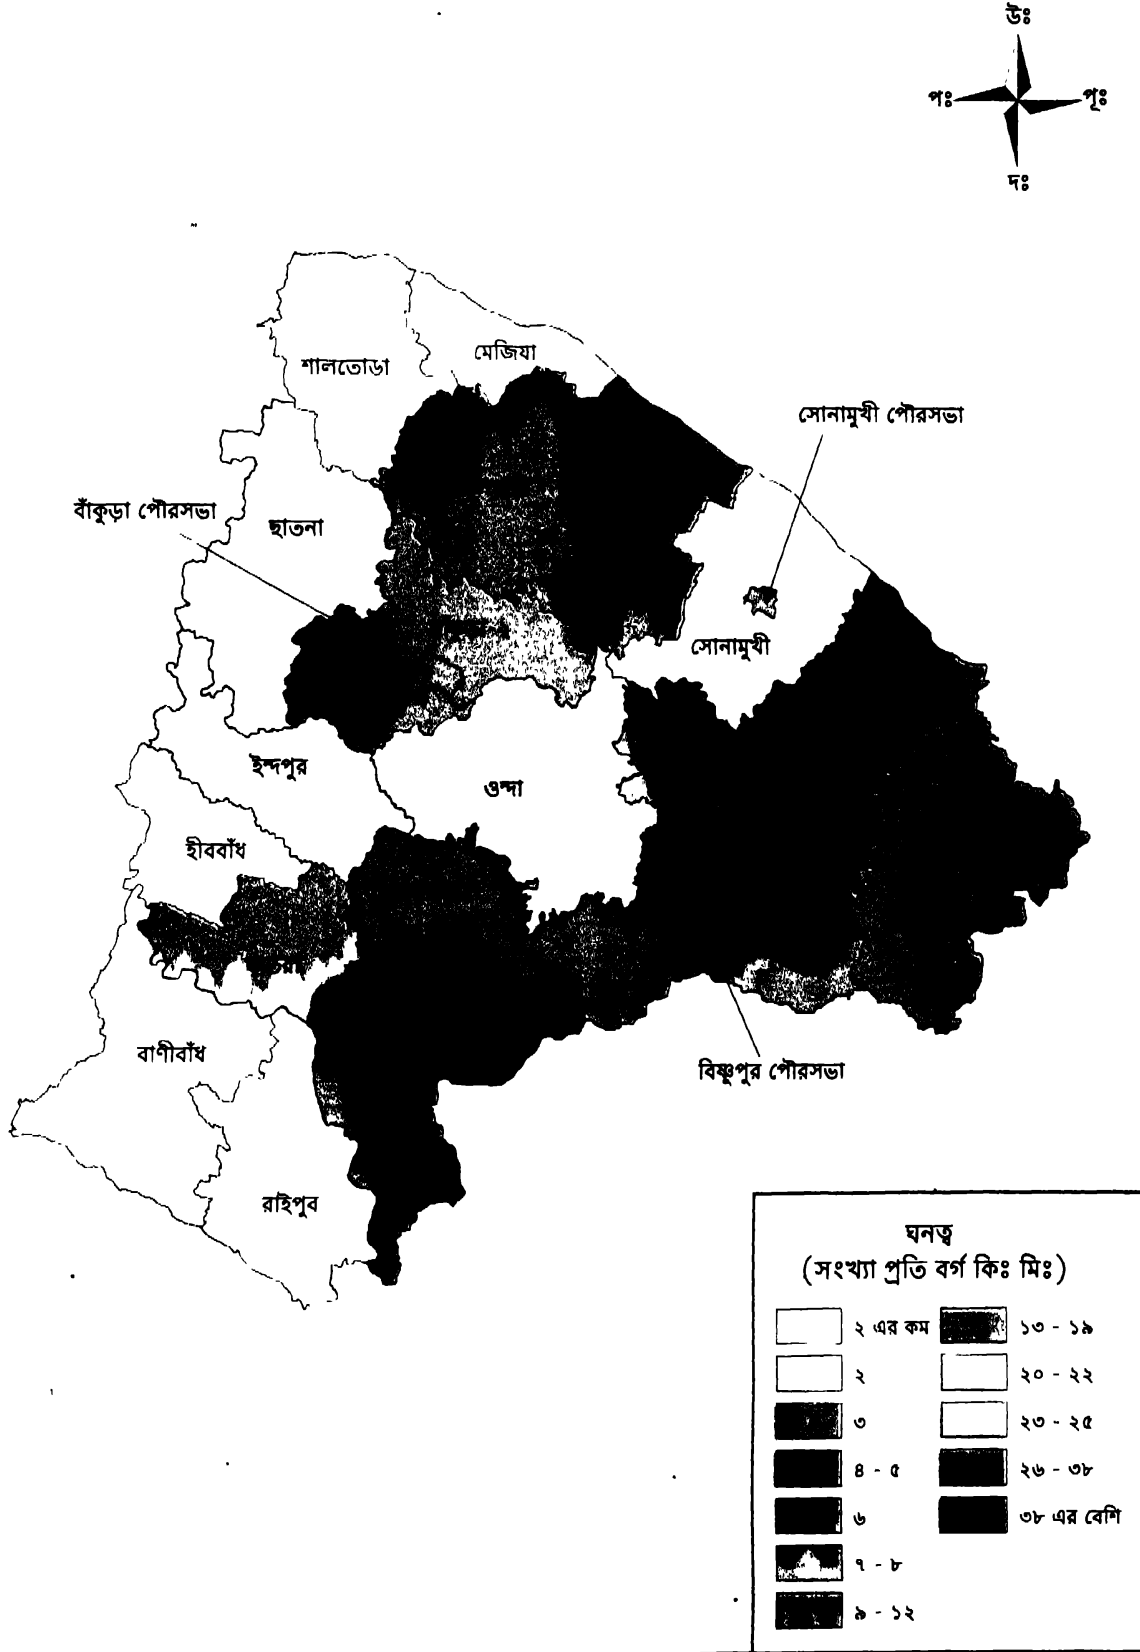 উঃ
পঃ
পূঃ
দঃ
শালতোডা
মেজিযা
সোনামুখী পৌরসভা
বাঁকুড়া পৌরসভা
ছাতনা
সোনামুখী
ইন্দপুর
ওন্দা
হীববাঁধ
বাণীবাঁধ
বিষ্ণুপুর পৌরসভা
রাইপুব
ঘনত্ব
(সংখ্যা প্রতি বর্গ কিঃ মিঃ)
২ এর কম
২
৩
৪ - ৫
৬
৭ - ৮
৯ - ১২
১৩ - ১৯
২০ - ২২
২৩ - ২৫
২৬ - ৩৮
৩৮ এর বেশি